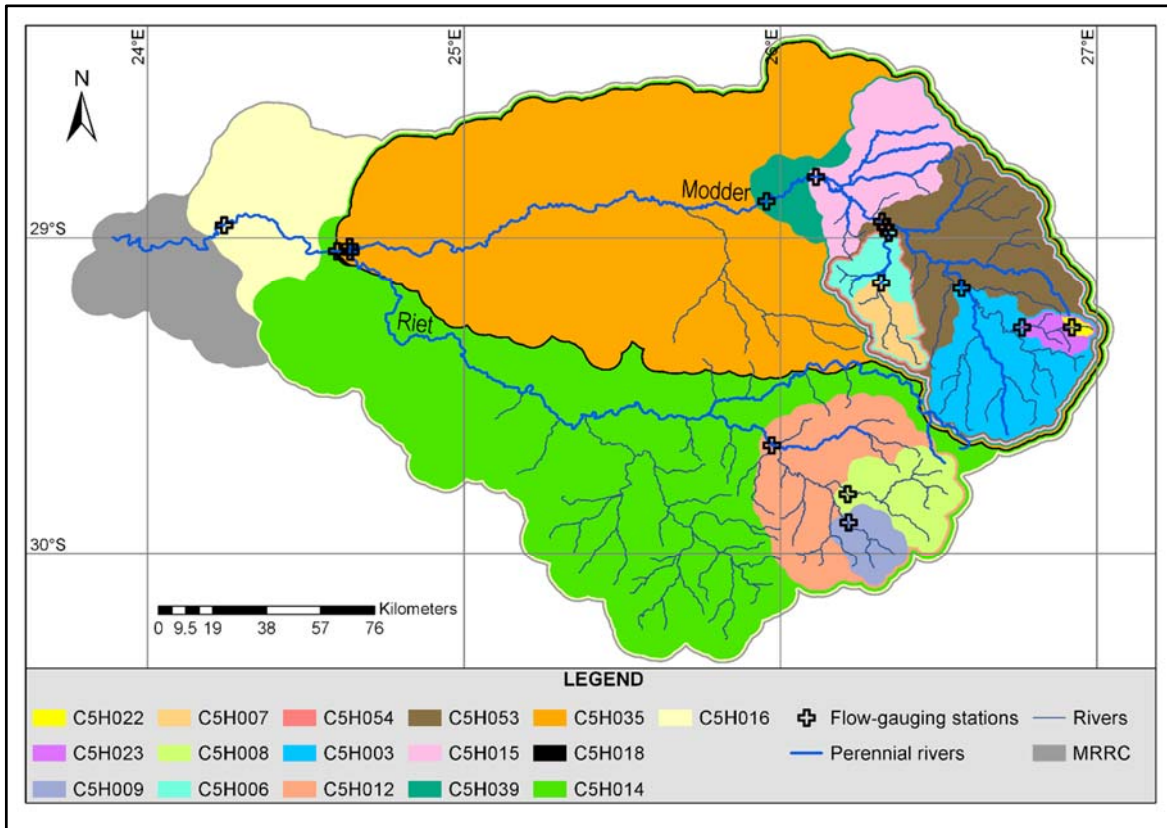 24°E
25°E
26°E
27°E
N
Modder
29°S
Riet
30°S
Kilometers
0 9.5 19 38 57 76
LEGEND
C5H022 C5H007 C5H054 C5H053 C5H035 C5H016 Flow-gauging stations Rivers
C5H023 C5H008 C5H003 C5H015 C5H018 Perennial rivers MRRC
C5H009 C5H006 C5H012 C5H039 C5H014